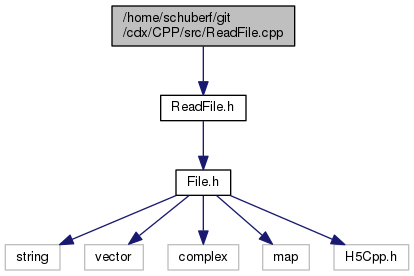 /home/schuberf/git
/cdx/CPP/src/ReadFile.cpp
ReadFile.h
File.h
string
vector
complex
map
H5Cpp.h